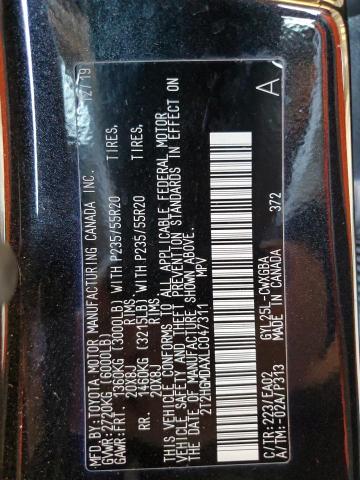 MFD.BY:TOYOTA MOTOR MANUFACTURING CANADA INC. 12/19
GVWR:2720KG(6000LB)
GAWR:FRT. 1360KG(3000LB) WITH P235/55R20 TIRES,
20X8J RIMS,
RR. 1460KG(3215LB) WITH P235/55R20 TIRES,
20X8J RIMS
THIS VEHICLE CONFORMS TO ALL APPLICABLE FEDERAL MOTOR
VEHICLE SAFETY AND THEFT PREVENTION STANDARDS IN EFFECT ON
THE DATE OF MANUFACTURE SHOWN ABOVE.
2T2HGMDAXLC047311 MPV
C/TR:223/EA02 GYL25L-DWXGBA A
A/TM:-02A/P313 MADE IN CANADA 372